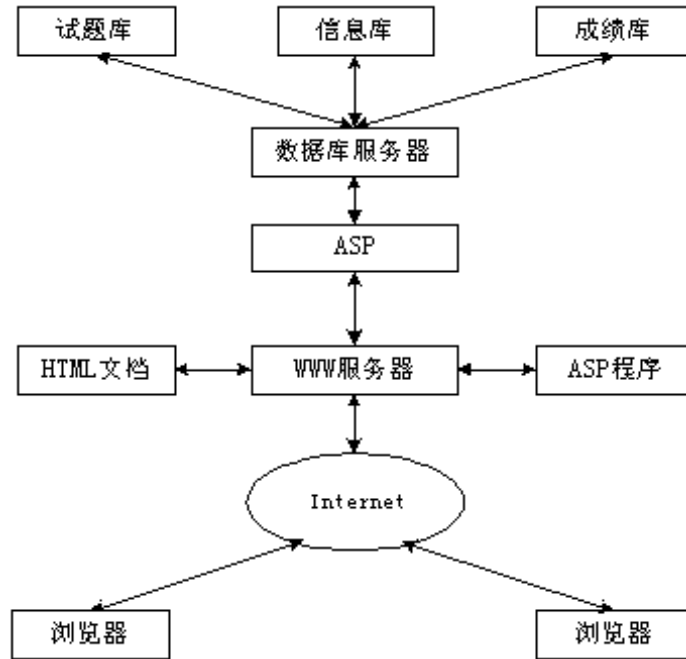 试题库
信息库
成绩库
数据库服务器
ASP
HTML文档
WWW服务器
ASP程序
Internet
浏览器
浏览器